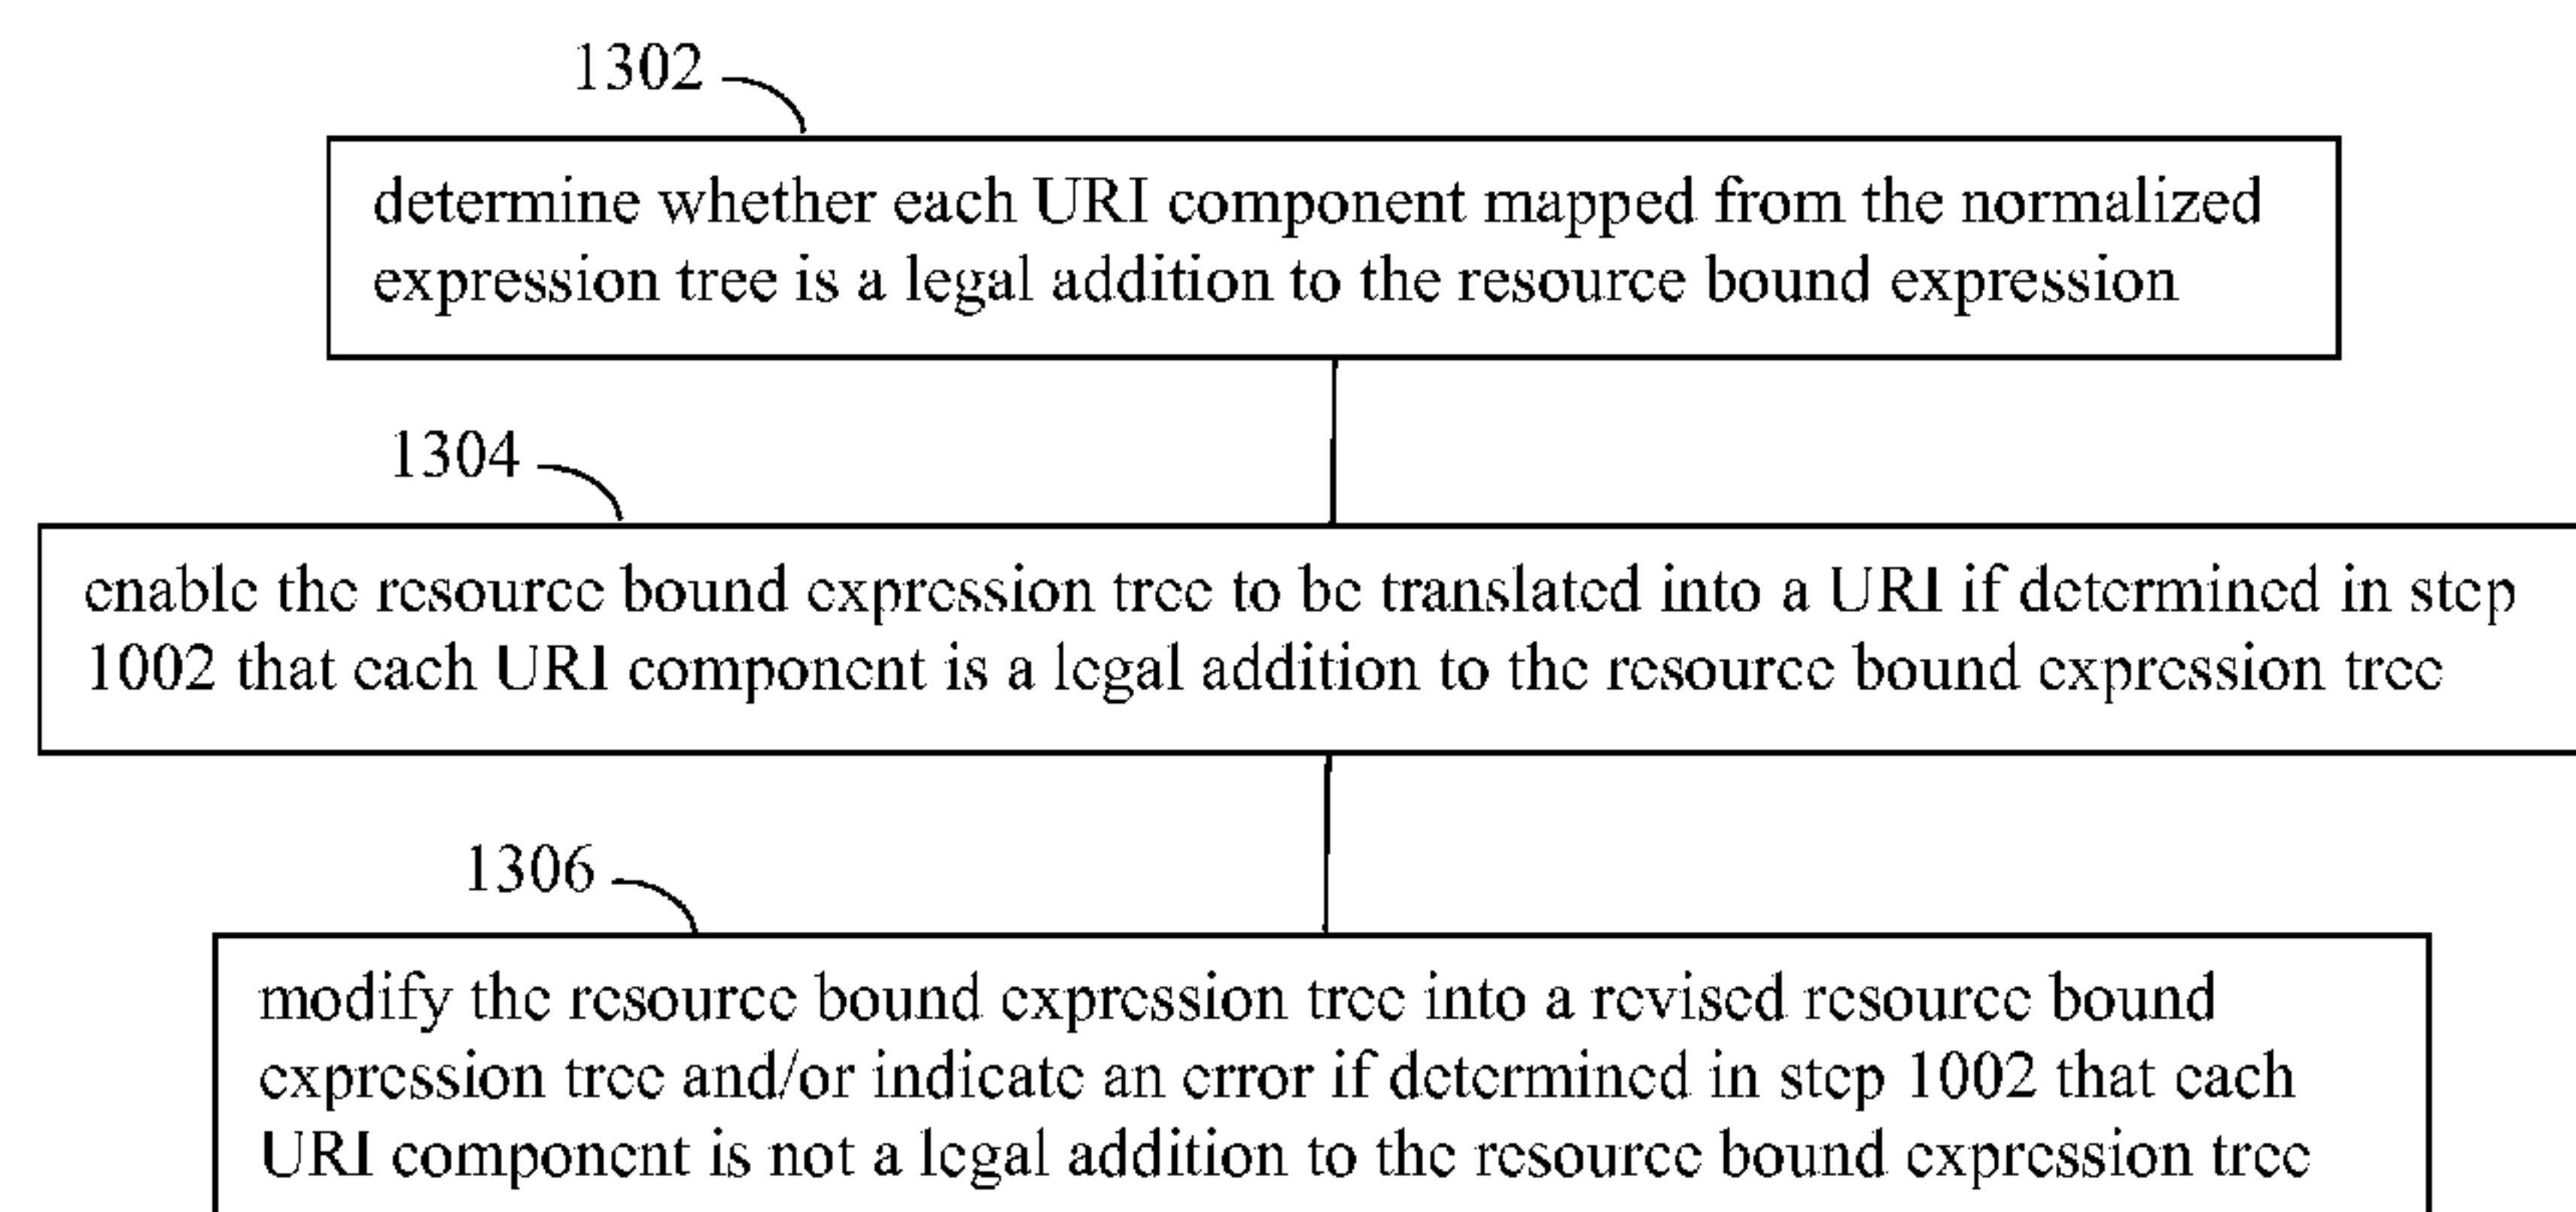 1302
determine whether each URI component mapped from the normalized
expression tree is a legal addition to the resource bound expression
1304
enable the resource bound expression tree to be translated into a URI if determined in step
1002 that each URI component is a legal addition to the resource bound expression tree
1306
modify the resource bound expression tree into a revised resource bound
expression tree and/or indicate an error if determined in step 1002 that each
URI component is not a legal addition to the resource bound expression tree